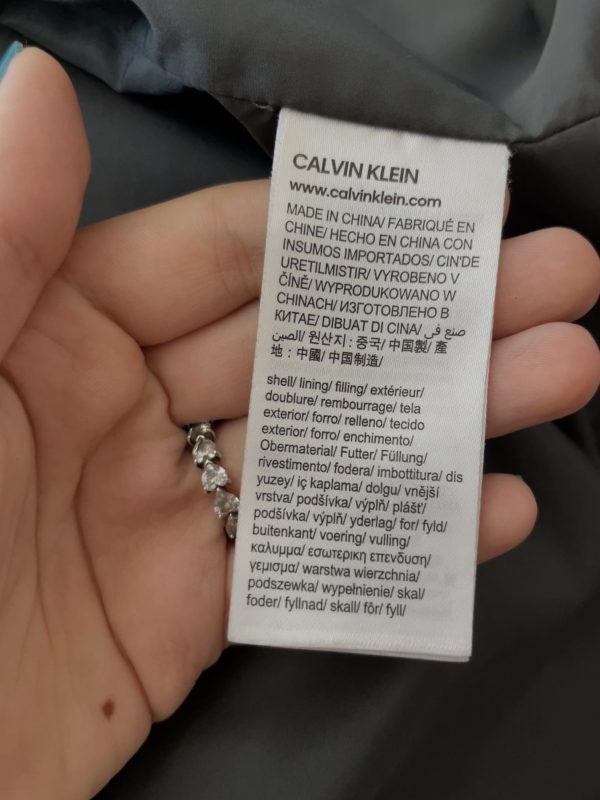 CALVIN KLEIN
www.calvinklein.com
MADE IN CHINA/ FABRIQUÉ EN
CHINE/ HECHO EN CHINA CON
INSUMOS IMPORTADOS/ CIN'DE
URETILMISTIR/ VYROBENO V
ČÍNĚ/ WYPRODUKOWANO W
CHINACH/ ИЗГОТОВЛЕНО В
КИТАЕ/ DIBUAT DI CINA/ صنع في
الصين/ 원산지 : 중국/ 中国製/ 產
地 : 中國/ 中国制造/
shell/ lining/ filling/ extérieur/
doublure/ rembourrage/ tela
exterior/ forro/ relleno/ tecido
exterior/ forro/ enchimento/
Obermaterial/ Futter/ Füllung/
rivestimento/ fodera/ imbottitura/ dis
yuzey/ iç kaplama/ dolgu/ vnější
vrstva/ podšívka/ výplň/ plášť/
podšívka/ výplň/ yderlag/ for/ fyld/
buitenkant/ voering/ vulling/
καλυμμα/ εσωτερικη επενδυση/
γεμισμα/ warstwa wierzchnia/
podszewka/ wypełnienie/ skal/
foder/ fyllnad/ skall/ fôr/ fyll/